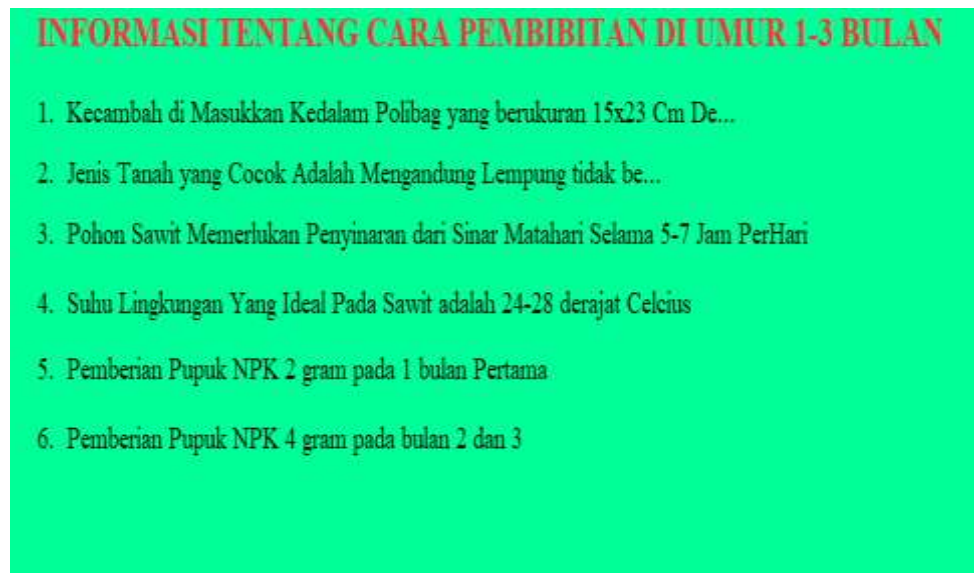 INFORMASI TENTANG CARA PEMBIBITAN DI UMUR 1-3 BULAN
1. Kecambah di Masukkan Kedalam Polibag yang berukuran 15x23 Cm De...
2. Jenis Tanah yang Cocok Adalah Mengandung Lempung tidak be...
3. Pohon Sawit Memerlukan Penyinaran dari Sinar Matahari Selama 5-7 Jam PerHari
4. Suhu Lingkungan Yang Ideal Pada Sawit adalah 24-28 derajat Celcius
5. Pemberian Pupuk NPK 2 gram pada 1 bulan Pertama
6. Pemberian Pupuk NPK 4 gram pada bulan 2 dan 3